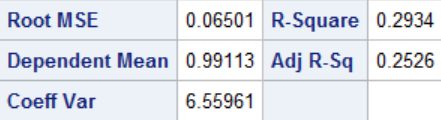 Root MSE 0.06501 R-Square 0.2934
Dependent Mean 0.99113 Adj R-Sq 0.2526
Coeff Var 6.55961